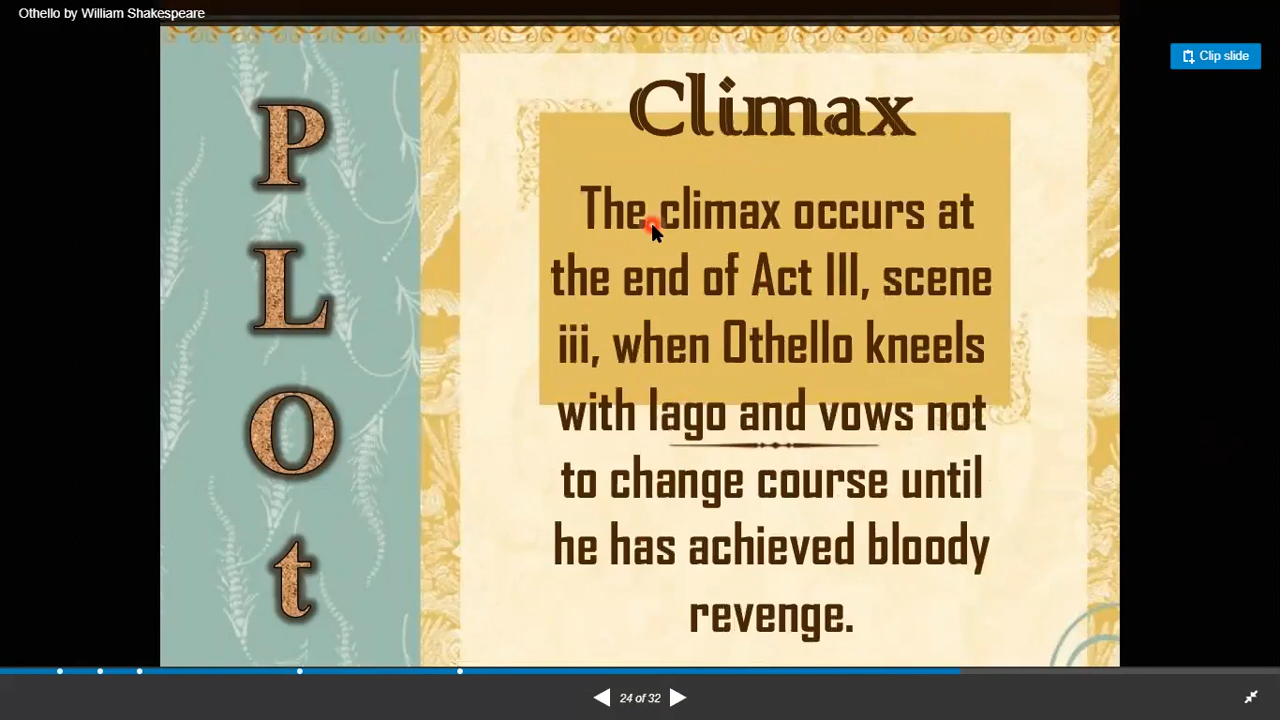 Othello by William Shakespeare
Clip slide
P
L
O
t
Climax
The climax occurs at
the end of Act III, scene
iii, when Othello kneels
with Iago and vows not
to change course until
he has achieved bloody
revenge.
24 of 32